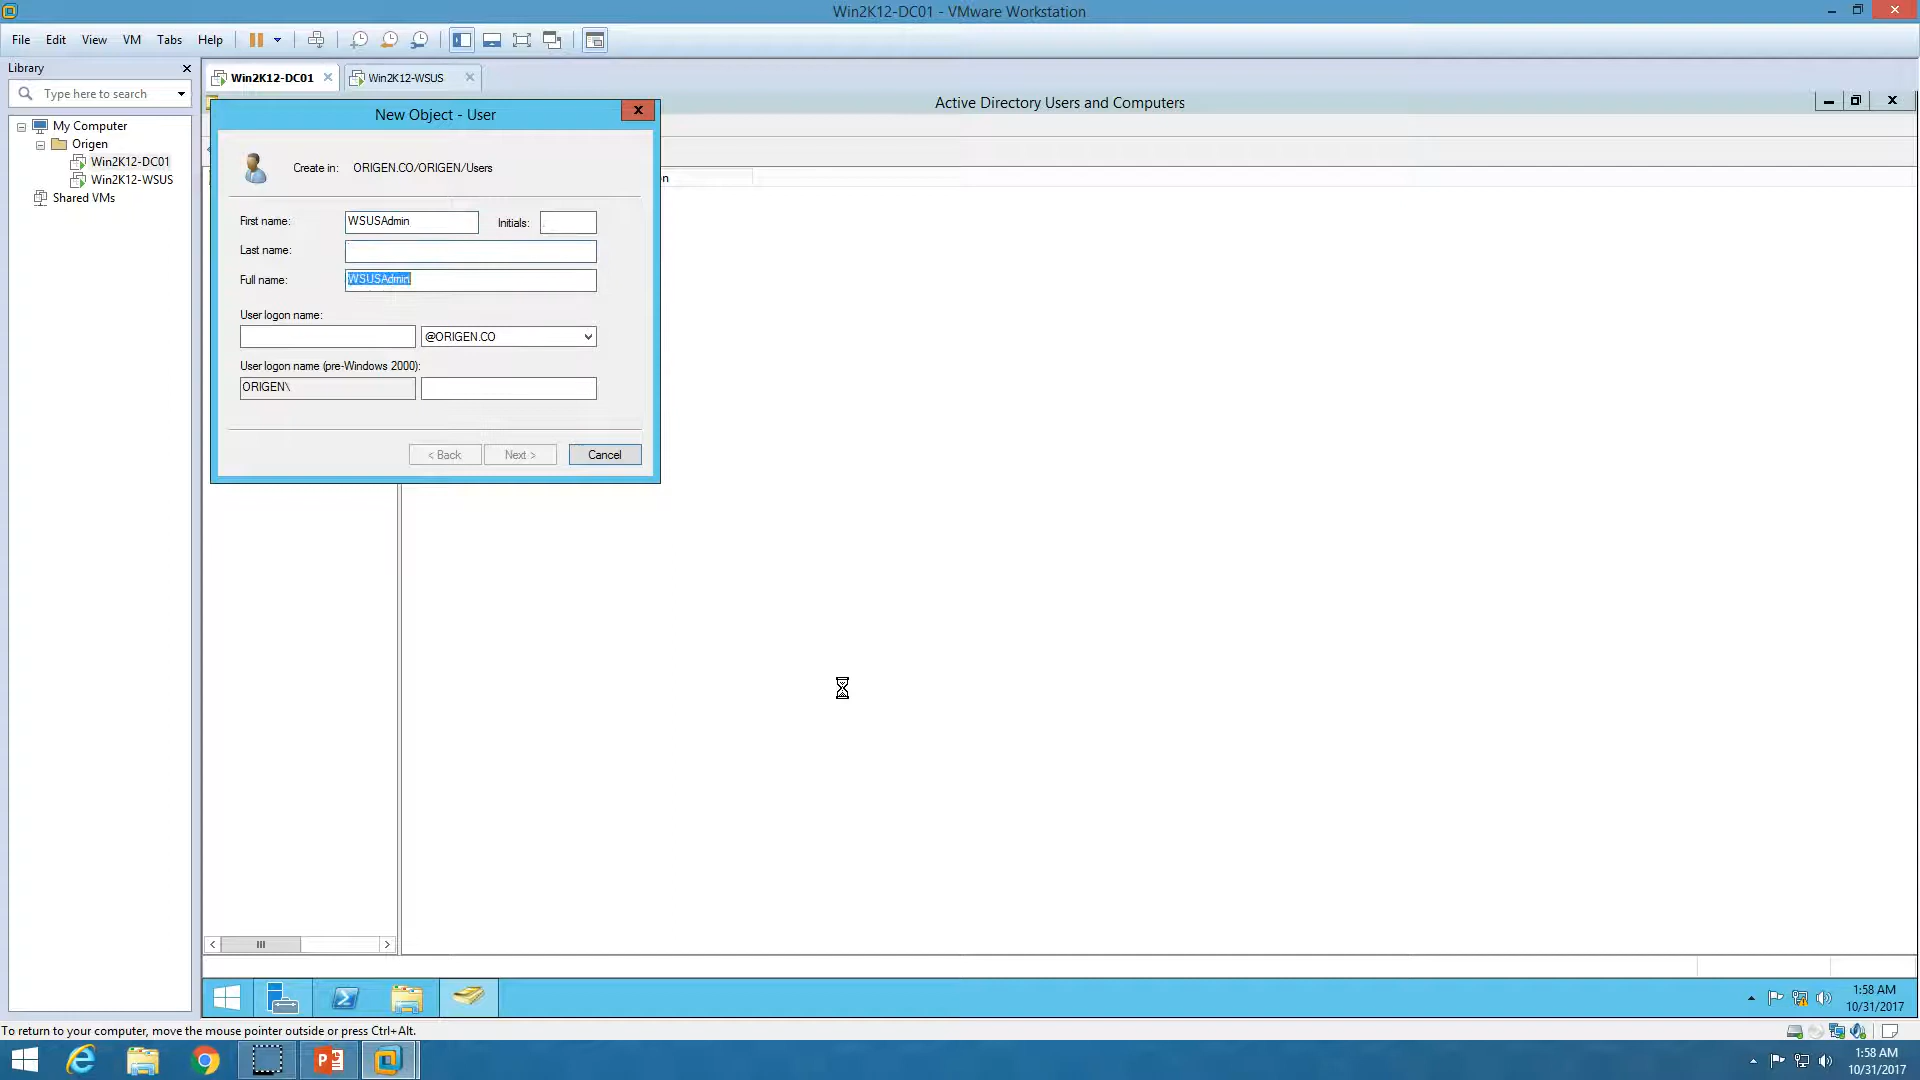 Win2K12-DC01 - VMware Workstation
File Edit View VM Tabs Help
Library
Type here to search
My Computer
Origen
Win2K12-DC01
Win2K12-WSUS
Shared VMs
Win2K12-DC01 Win2K12-WSUS
Active Directory Users and Computers
New Object - User
Create in: ORIGEN.CO/ORIGEN/Users
First name: WSUSAdmin Initials:
Last name:
Full name: WSUSAdmin
User logon name:
@ORIGEN.CO
User logon name (pre-Windows 2000):
ORIGEN\
< Back Next > Cancel
1:58 AM
10/31/2017
To return to your computer, move the mouse pointer outside or press Ctrl+Alt.
1:58 AM
10/31/2017